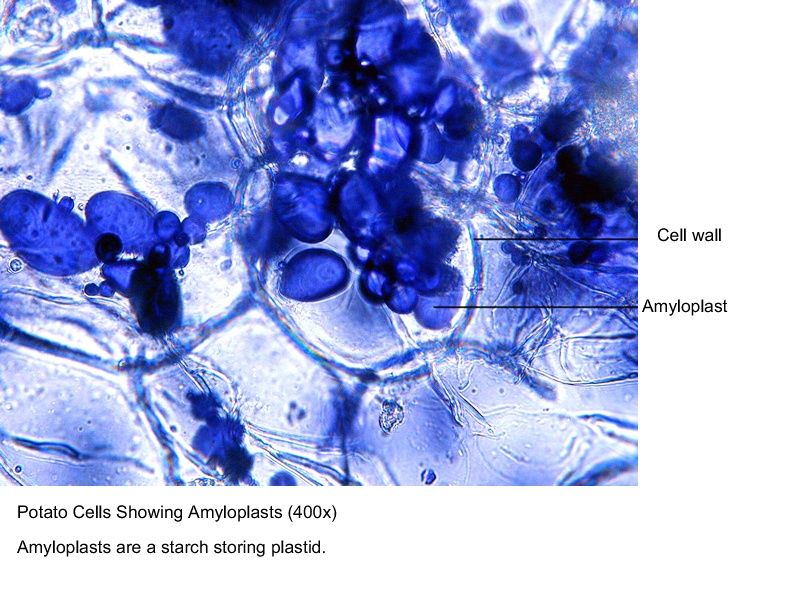 Cell wall
Amyloplast
Potato Cells Showing Amyloplasts (400x)
Amyloplasts are a starch storing plastid.